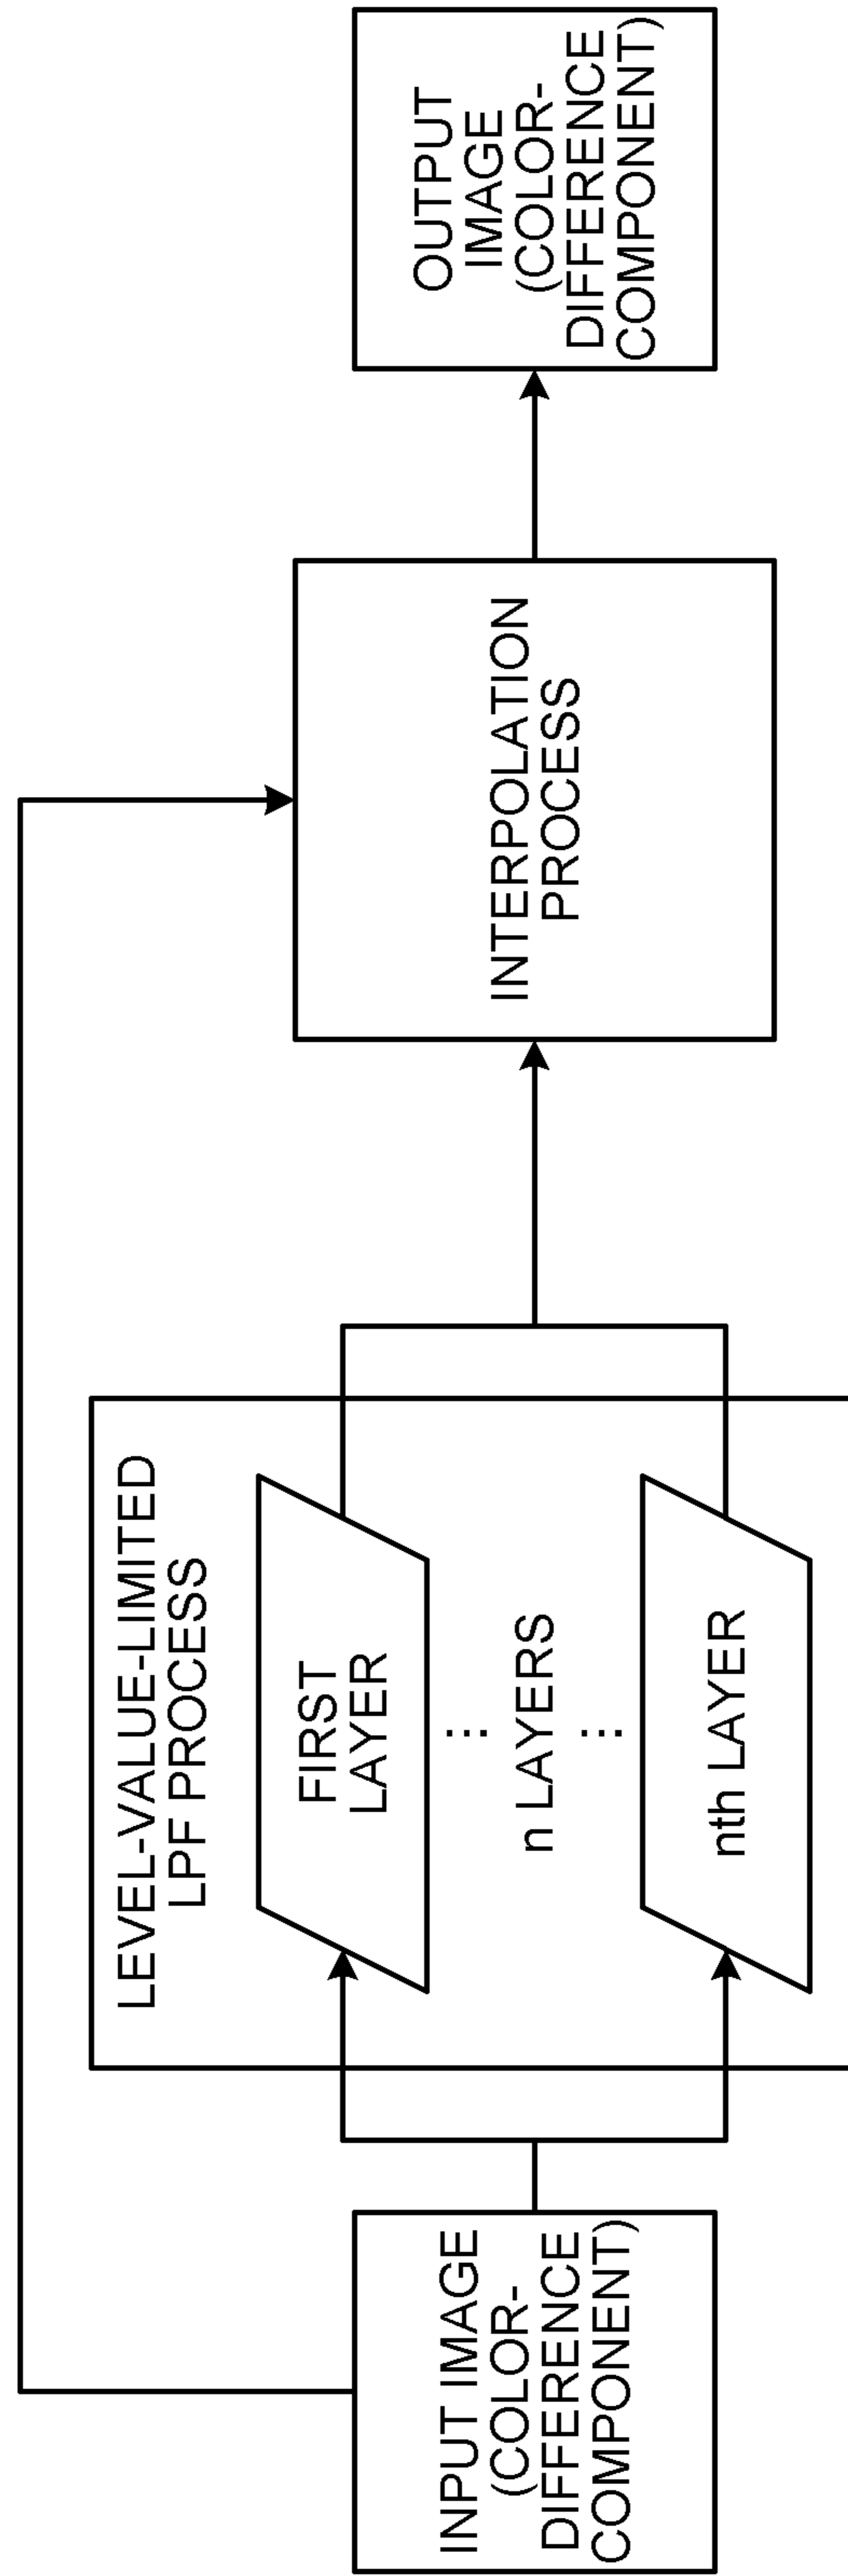 INPUT IMAGE
(COLOR-
DIFFERENCE
COMPONENT)
LEVEL-VALUE-LIMITED
LPF PROCESS
FIRST
LAYER
...
n LAYERS
...
nth LAYER
INTERPOLATION
PROCESS
OUTPUT
IMAGE
(COLOR-
DIFFERENCE
COMPONENT)